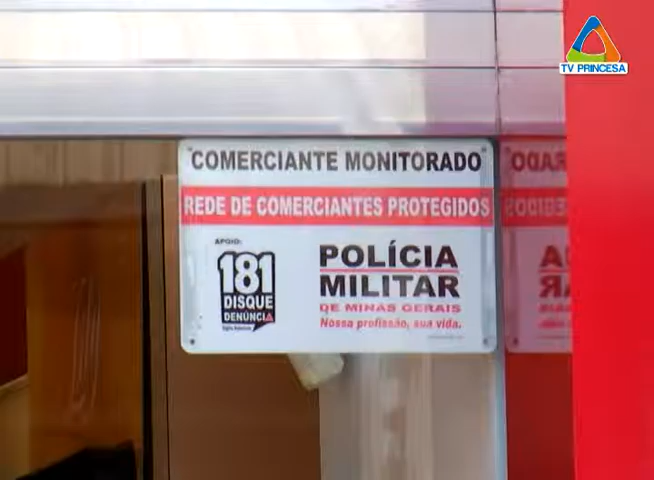 TV PRINCESA
COMERCIANTE MONITORADO
REDE DE COMERCIANTES PROTEGIDOS
APOIO:
181
DISQUE
DENÚNCIA
POLÍCIA
MILITAR
DE MINAS GERAIS
Nossa profissão, sua vida.